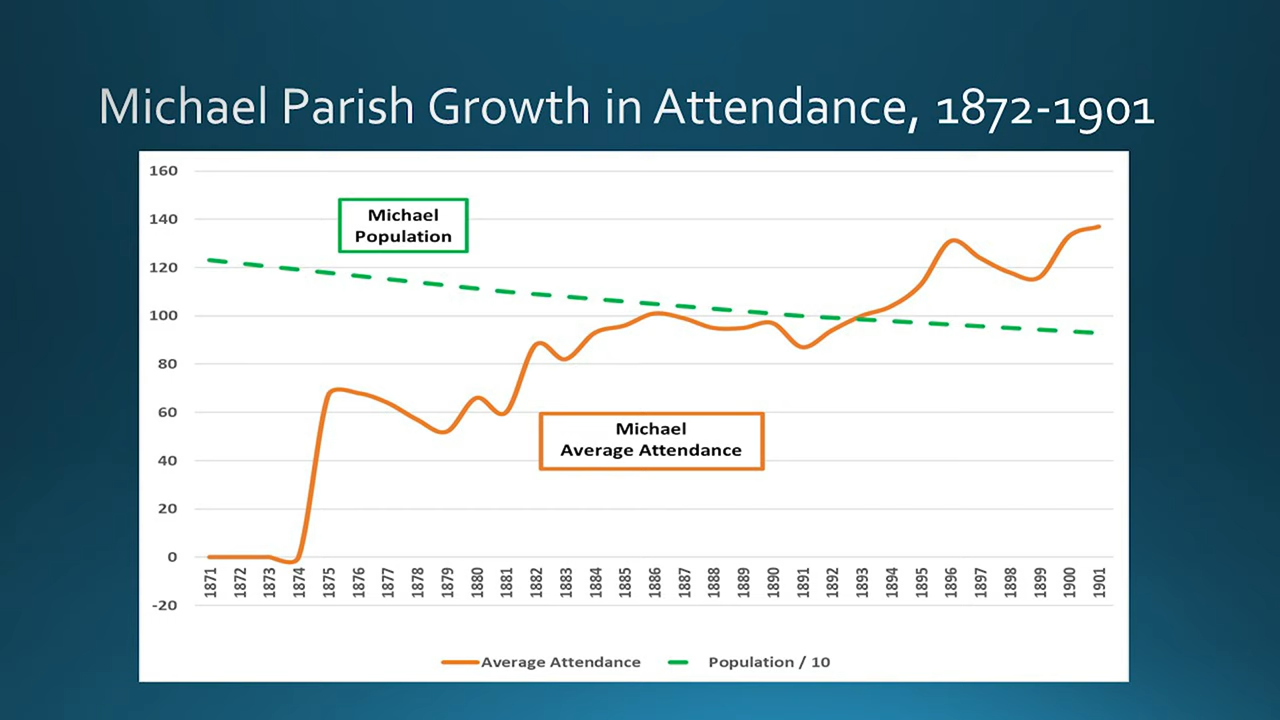 Michael Parish Growth in Attendance, 1872-1901
160
140
120
100
80
60
40
20
0
-20
Michael
Population
Michael
Average Attendance
1871 1872 1873 1874 1875 1876 1877 1878 1879 1880 1881 1882 1883 1884 1885 1886 1887 1888 1889 1890 1891 1892 1893 1894 1895 1896 1897 1898 1899 1900 1901
Average Attendance Population / 10